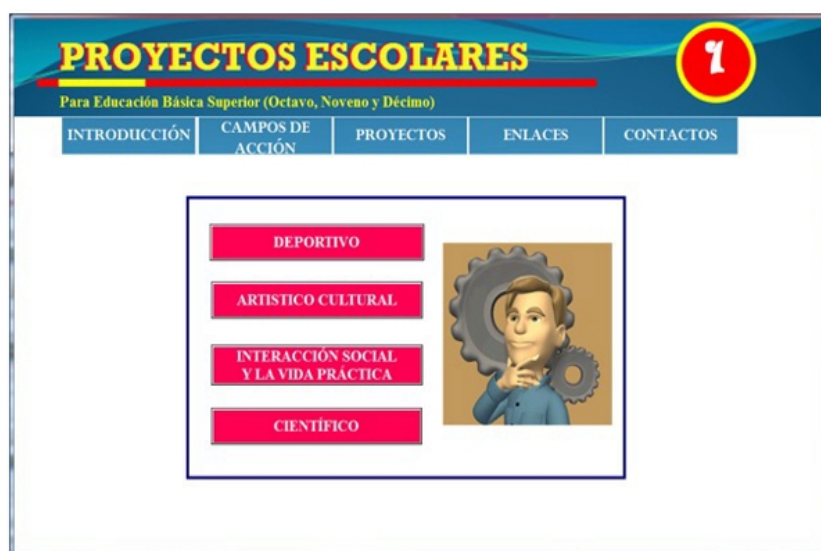 PROYECTOS ESCOLARES
Para Educación Básica Superior (Octavo, Noveno y Décimo)
INTRODUCCIÓN
CAMPOS DE
ACCIÓN
PROYECTOS
ENLACES
CONTACTOS
DEPORTIVO
ARTISTICO CULTURAL
INTERACCIÓN SOCIAL
Y LA VIDA PRÁCTICA
CIENTÍFICO